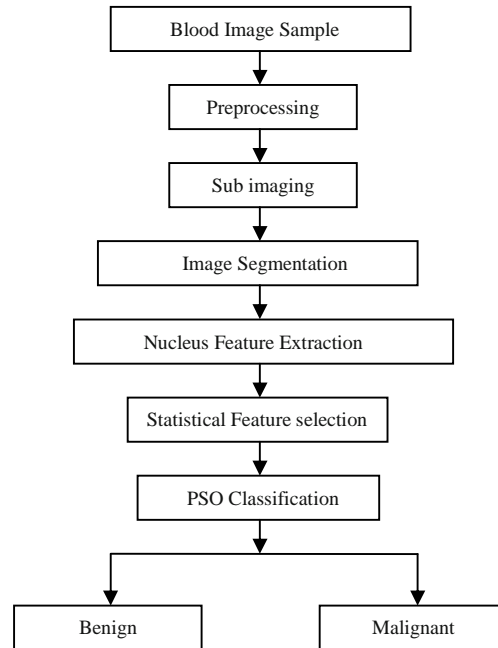 Blood Image Sample
Preprocessing
Sub imaging
Image Segmentation
Nucleus Feature Extraction
Statistical Feature selection
PSO Classification
Benign
Malignant